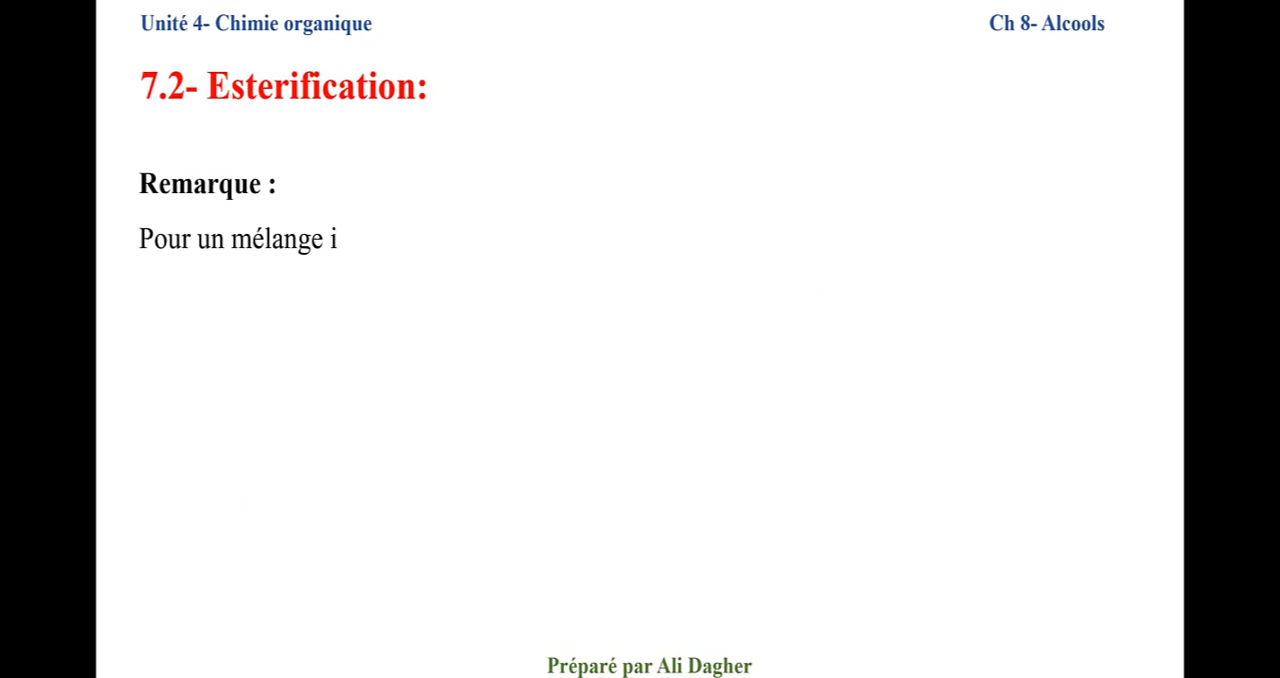 Unité 4- Chimie organique
Ch 8- Alcools
7.2- Esterification:
Remarque :
Pour un mélange i
Préparé par Ali Dagher